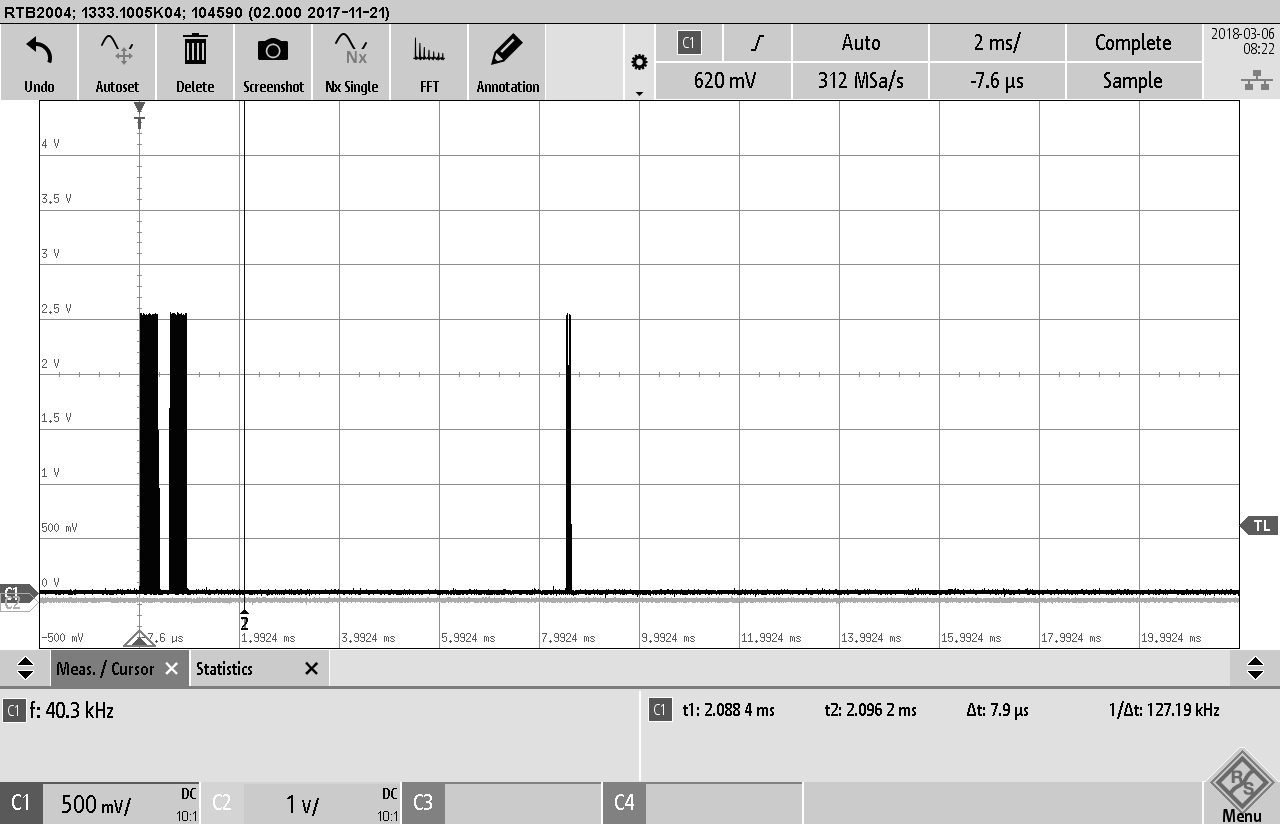 RTB2004; 1333.1005K04; 104590 (02.000 2017-11-21)
Undo
Autoset
Delete
Screenshot
Nx
Nx Single
FFT
Annotation
C1
Auto
2 ms/
Complete
620 mV
312 MSa/s
-7.6 µs
Sample
2018-03-06
08:22
T
4 V
3.5 V
3 V
2.5 V
2 V
1.5 V
1 V
500 mV
TL
0 V
C1
C2
2
-500 mV
-7.6 µs
1.9924 ms
3.9924 ms
5.9924 ms
7.9924 ms
9.9924 ms
11.9924 ms
13.9924 ms
15.9924 ms
17.9924 ms
19.9924 ms
Meas. / Cursor
Statistics
C1 f: 40.3 kHz
C1 t1: 2.088 4 ms t2: 2.096 2 ms Δt: 7.9 µs 1/Δt: 127.19 kHz
C1 500 mV/ DC 10:1
C2 1 V/ DC 10:1
C3
C4
R S
Menu